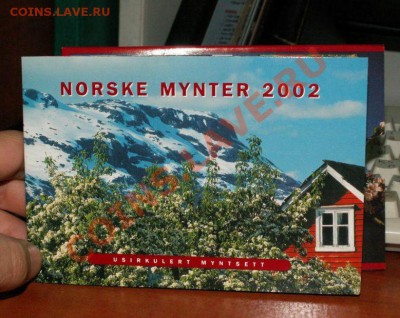 COINS.LAVE.RU
NORSKE MYNTER 2002
COINS.LAVE.RU
USIRKULERT MYNTSETT